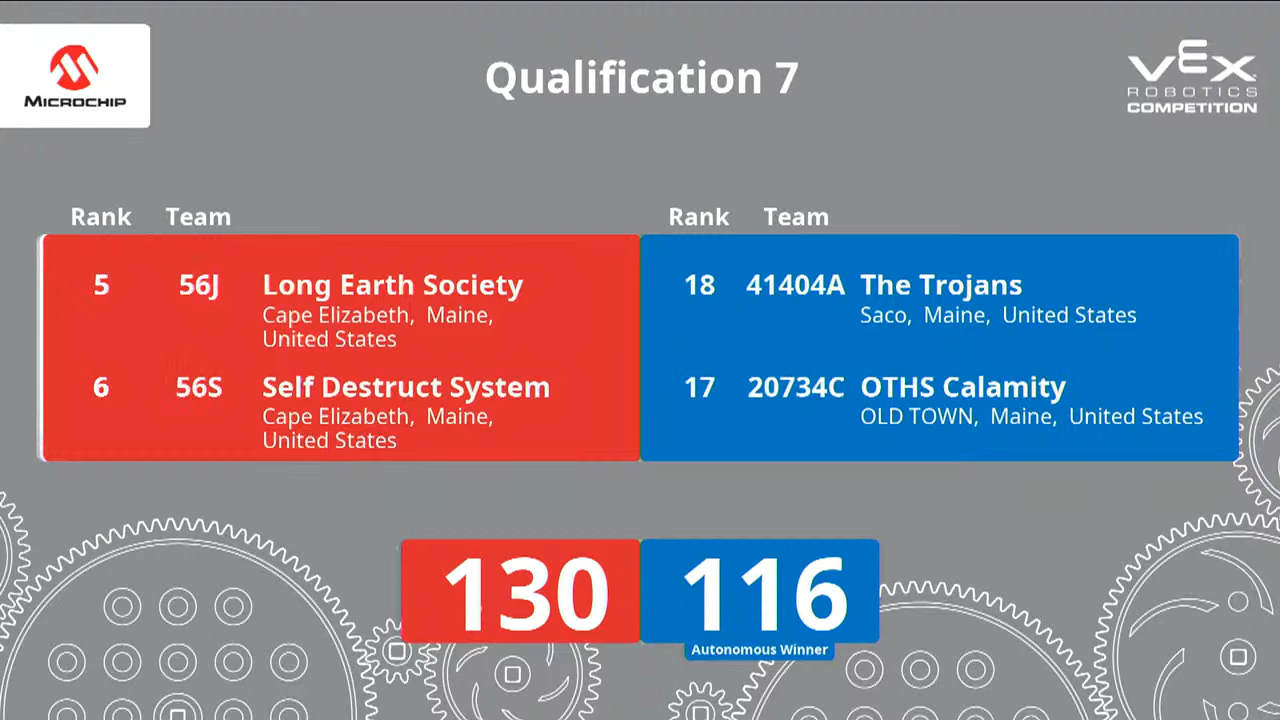 MICROCHIP
Qualification 7
VEX
ROBOTICS
COMPETITION
Rank Team
5 56J Long Earth Society
Cape Elizabeth, Maine,
United States
6 56S Self Destruct System
Cape Elizabeth, Maine,
United States
Rank Team
18 41404A The Trojans
Saco, Maine, United States
17 20734C OTHS Calamity
OLD TOWN, Maine, United States
130
116
Autonomous Winner